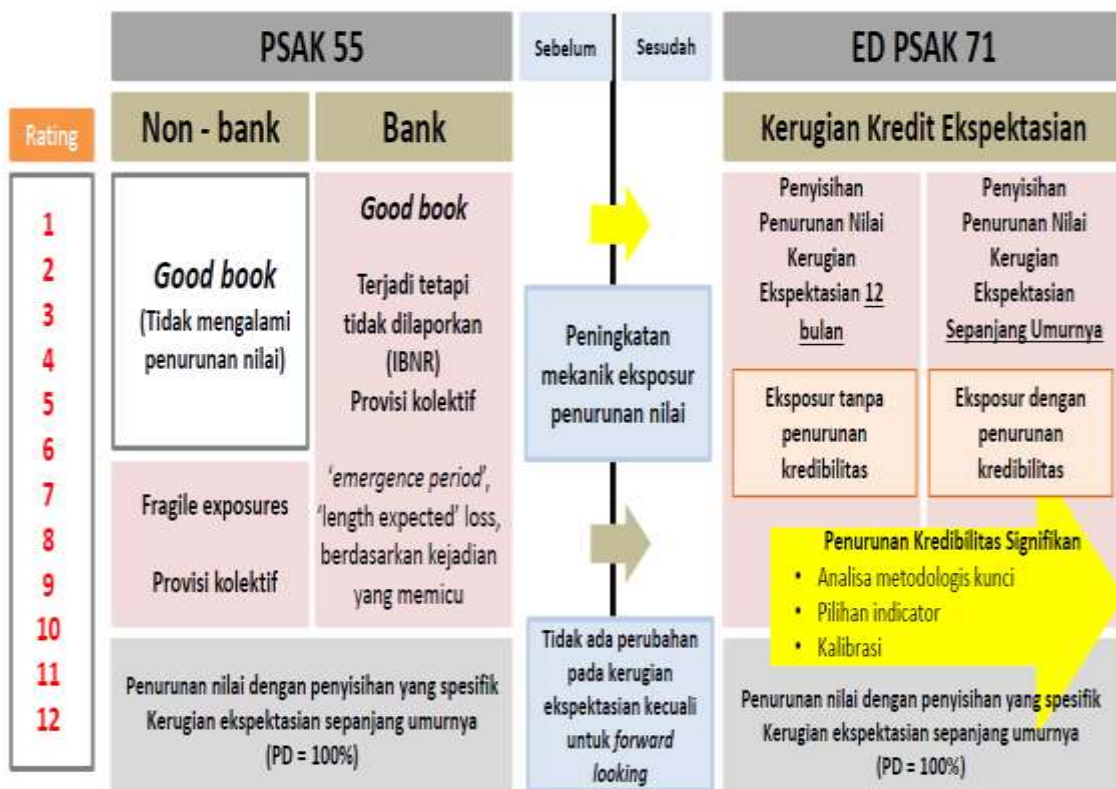 PSAK 55
Sebelum
Sesudah
ED PSAK 71
Rating
Non - bank
Bank
Kerugian Kredit Ekspektasian
1
2
3
4
5
6
7
8
9
10
11
12
Good book
(Tidak mengalami
penurunan nilai)
Fragile exposures
Provisi kolektif
Good book
Terjadi tetapi
tidak dilaporkan
(IBNR)
Provisi kolektif
'emergence period',
'length expected' loss,
berdasarkan kejadian
yang memicu
Penurunan nilai dengan penyisihan yang spesifik
Kerugian ekspektasian sepanjang umurnya
(PD = 100%)
Peningkatan
mekanik eksposur
penurunan nilai
Tidak ada perubahan
pada kerugian
ekspektasian kecuali
untuk forward
looking
Penyisihan
Penurunan Nilai
Kerugian
Ekspektasian 12
bulan
Penyisihan
Penurunan Nilai
Kerugian
Ekspektasian
Sepanjang Umurnya
Eksposur tanpa
penurunan
kredibilitas
Eksposur dengan
penurunan
kredibilitas
Penurunan Kredibilitas Signifikan
• Analisa metodologis kunci
• Pilihan indicator
• Kalibrasi
Penurunan nilai dengan penyisihan yang spesifik
Kerugian ekspektasian sepanjang umurnya
(PD = 100%)